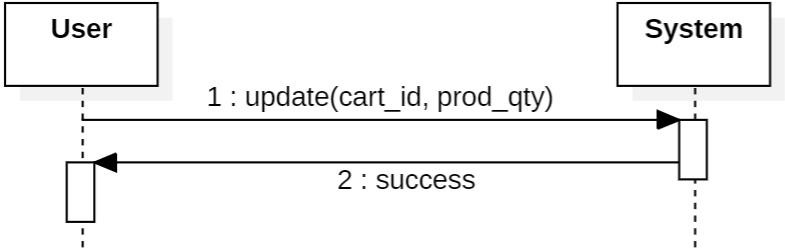 User
System
1 : update(cart_id, prod_qty)
2 : success